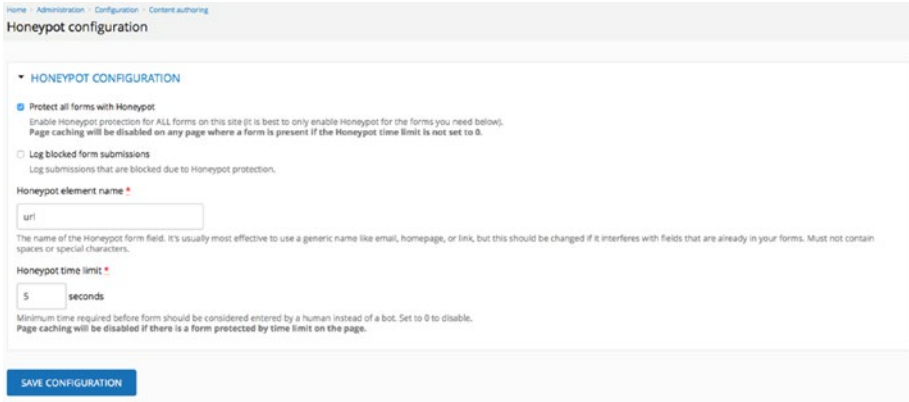 Home » Administration » Configuration » Content authoring
Honeypot configuration
HONEYPOT CONFIGURATION
Protect all forms with Honeypot
Enable Honeypot protection for ALL forms on this site (it is best to only enable Honeypot for the forms you need below).
Page caching will be disabled on any page where a form is present if the Honeypot time limit is not set to 0.
Log blocked form submissions
Log submissions that are blocked due to Honeypot protection.
Honeypot element name *
url
The name of the Honeypot form field. It's usually most effective to use a generic name like email, homepage, or link, but this should be changed if it interferes with fields that are already in your forms. Must not contain
spaces or special characters.
Honeypot time limit *
5 seconds
Minimum time required before form should be considered entered by a human instead of a bot. Set to 0 to disable.
Page caching will be disabled if there is a form protected by time limit on the page.
SAVE CONFIGURATION